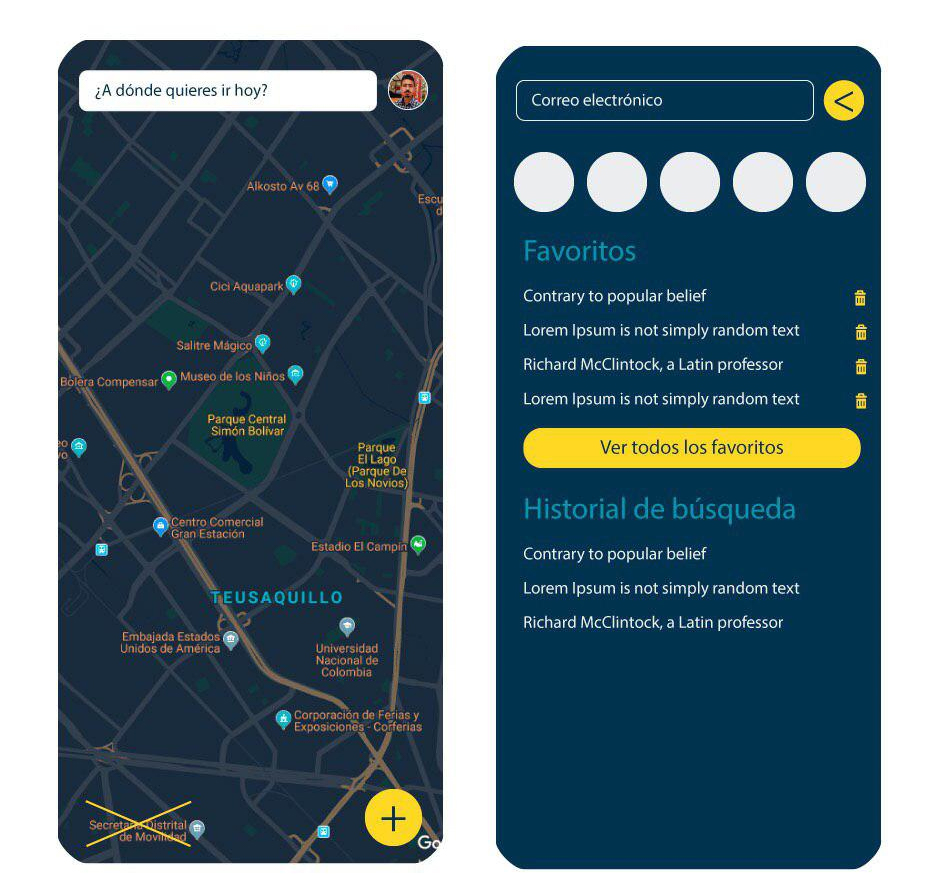 ¿A dónde quieres ir hoy?
Alkosto Av 68
Escu
d
Cici Aquapark
Salitre Mágico
Bolera Compensar
Museo de los Niños
Parque Central
Simón Bolívar
eo
vo
Parque
El Lago
(Parque De
Los Novios)
Centro Comercial
Gran Estación
Estadio El Campín
TEUSAQUILLO
Embajada Estados
Unidos de América
Universidad
Nacional de
Colombia
Corporación de Ferias y
Exposiciones - Corferias
Secretaría Distrital
de Movilidad
Go
Correo electrónico
Favoritos
Contrary to popular belief
Lorem Ipsum is not simply random text
Richard McClintock, a Latin professor
Lorem Ipsum is not simply random text
Ver todos los favoritos
Historial de búsqueda
Contrary to popular belief
Lorem Ipsum is not simply random text
Richard McClintock, a Latin professor